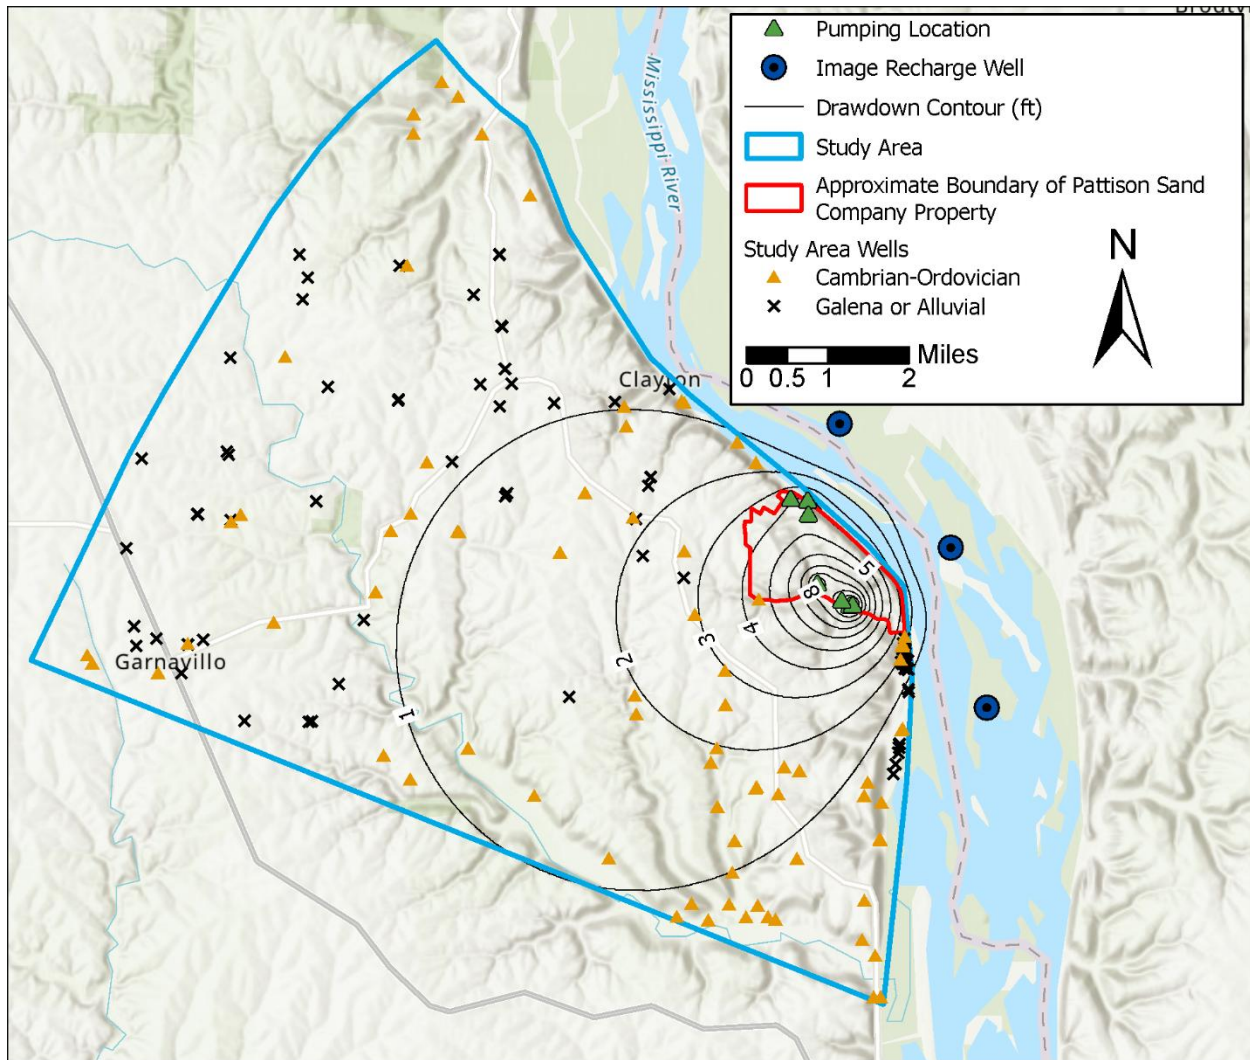 Pumping Location
Image Recharge Well
Drawdown Contour (ft)
Study Area
Approximate Boundary of Pattison Sand
Company Property
Study Area Wells
Cambrian-Ordovician
Galena or Alluvial
N
Miles
0 0.5 1 2
Mississippi River
Clayton
Garnavillo
1
2
3
4
5
8